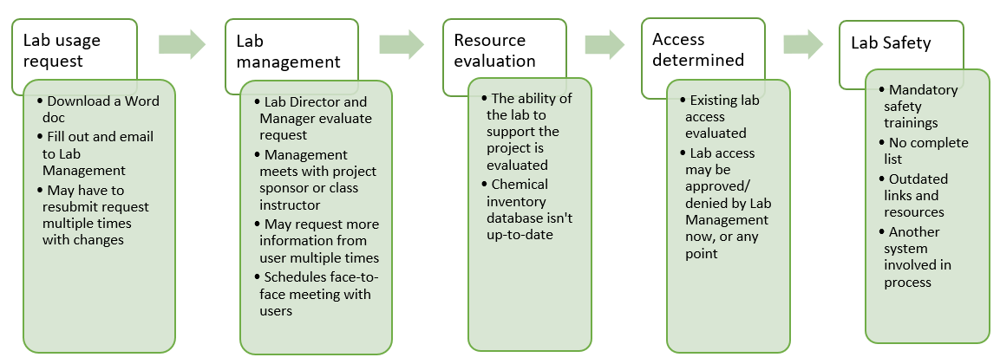 Lab usage
request
• Download a Word
doc
• Fill out and email
to Lab
Management
• May have to
resubmit request
multiple times
with changes
Lab
management
• Lab Director and
Manager evaluate
request
• Management
meets with project
sponsor or class
instructor
• May request more
information from
user multiple times
• Schedules face-to-
face meeting with
users
Resource
evaluation
• The ability of
the lab to
support the
project is
evaluated
• Chemical
inventory
database isn't
up-to-date
Access
determined
• Existing lab
access
evaluated
• Lab access
may be
approved/
denied by Lab
Management
now, or any
point
Lab Safety
• Mandatory
safety
trainings
• No complete
list
• Outdated
links and
resources
• Another
system
involved in
process